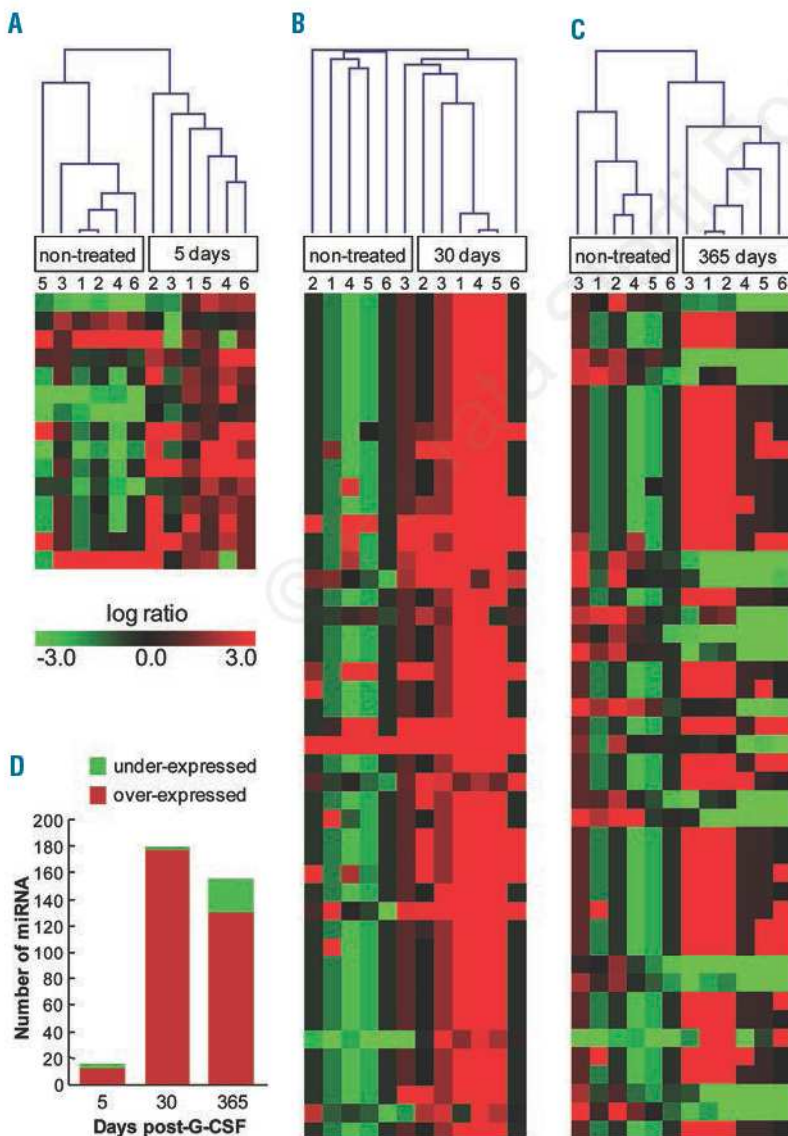 A
non-treated
5 days
5 3 1 2 4 6 2 3 1 5 4 6
log ratio
-3.0 0.0 3.0
B
non-treated
30 days
2 1 4 5 6 3 2 3 1 4 5 6
C
non-treated
365 days
3 1 2 4 5 6 3 1 2 4 5 6
D
under-expressed
over-expressed
Number of miRNA
200
180
160
140
120
100
80
60
40
20
0
5 30 365
Days post-G-CSF